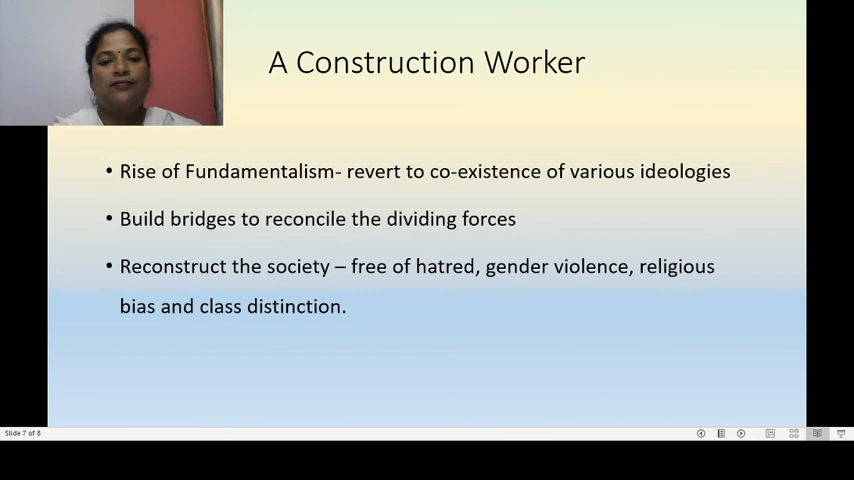 A Construction Worker
• Rise of Fundamentalism- revert to co-existence of various ideologies
• Build bridges to reconcile the dividing forces
• Reconstruct the society – free of hatred, gender violence, religious
bias and class distinction.
Slide 7 of 8